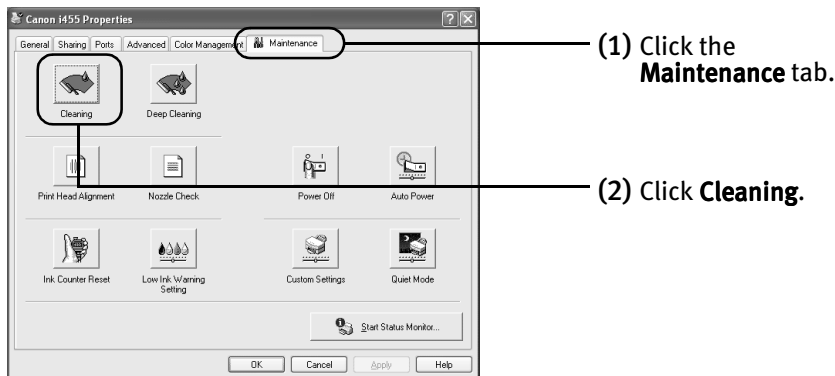 Canon i455 Properties
General Sharing Ports Advanced Color Management Maintenance
(1) Click the
Maintenance tab.
Cleaning Deep Cleaning
Print Head Alignment Nozzle Check Power Off Auto Power
(2) Click Cleaning.
Ink Counter Reset Low Ink Warning
Setting Custom Settings Quiet Mode
Start Status Monitor...
OK Cancel Apply Help